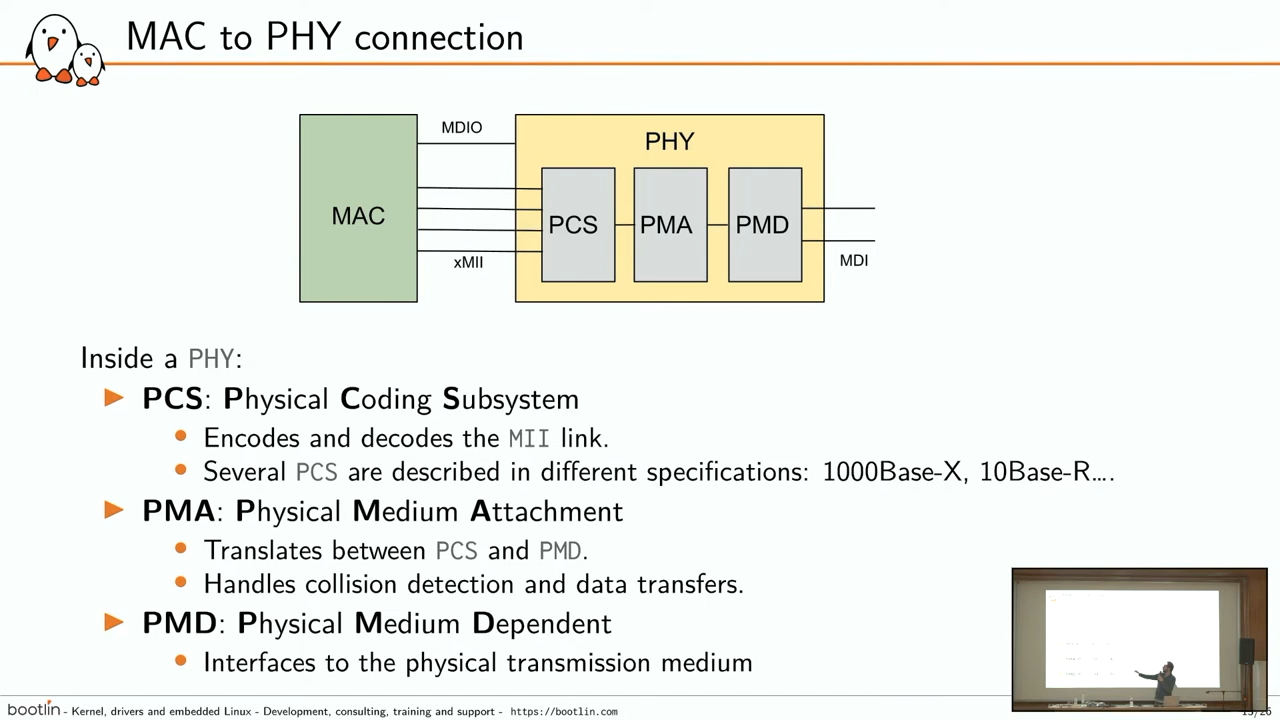 MAC to PHY connection
MDIO
PHY
MAC
PCS
PMA
PMD
xMII
MDI
Inside a PHY:
PCS: Physical Coding Subsystem
Encodes and decodes the MII link.
Several PCS are described in different specifications: 1000Base-X, 10Base-R....
PMA: Physical Medium Attachment
Translates between PCS and PMD.
Handles collision detection and data transfers.
PMD: Physical Medium Dependent
Interfaces to the physical transmission medium
bootlin - Kernel, drivers and embedded Linux - Development, consulting, training and support - https://bootlin.com